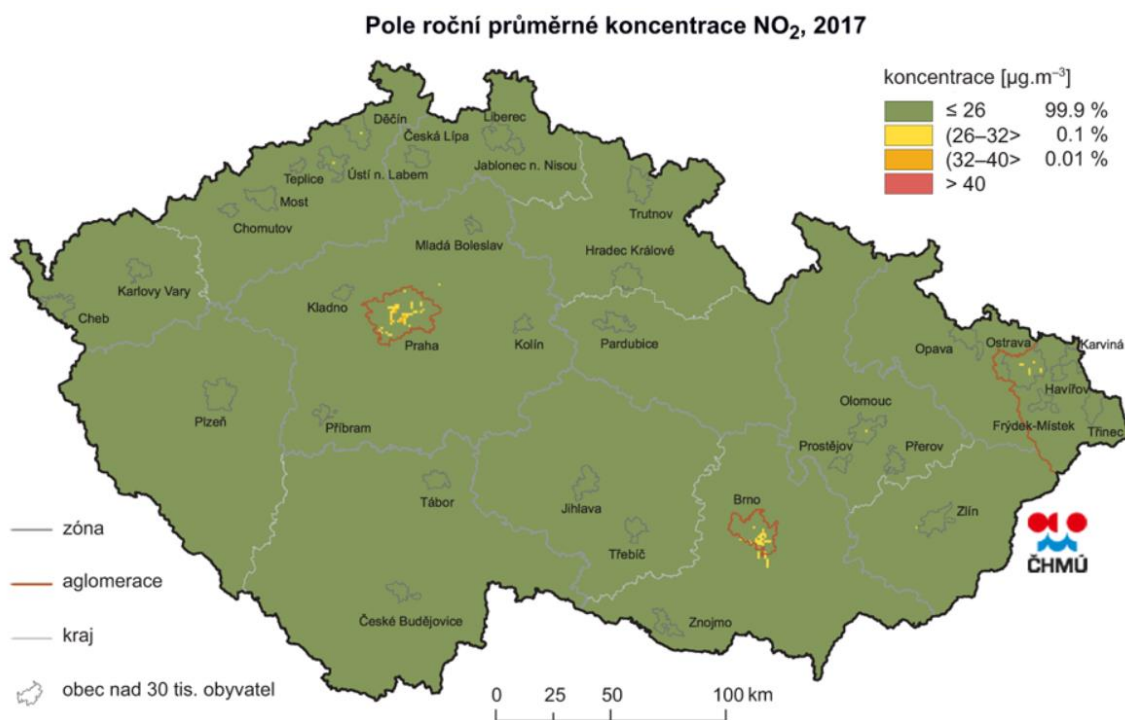 Pole roční průměrné koncentrace NO₂, 2017
koncentrace [µg.m⁻³]
≤ 26 99.9 %
(26–32> 0.1 %
(32–40> 0.01 %
> 40
Děčín
Česká Lípa
Liberec
Teplice
Ústí n. Labem
Jablonec n. Nisou
Most
Chomutov
Trutnov
Mladá Boleslav
Hradec Králové
Karlovy Vary
Kladno
Cheb
Praha
Kolín
Pardubice
Opava
Ostrava
Karviná
Havířov
Plzeň
Příbram
Olomouc
Frýdek-Místek
Třinec
Prostějov
Přerov
Tábor
Jihlava
Brno
Zlín
Třebíč
ČHMÚ
České Budějovice
Znojmo
zóna
aglomerace
kraj
obec nad 30 tis. obyvatel
0 25 50 100 km